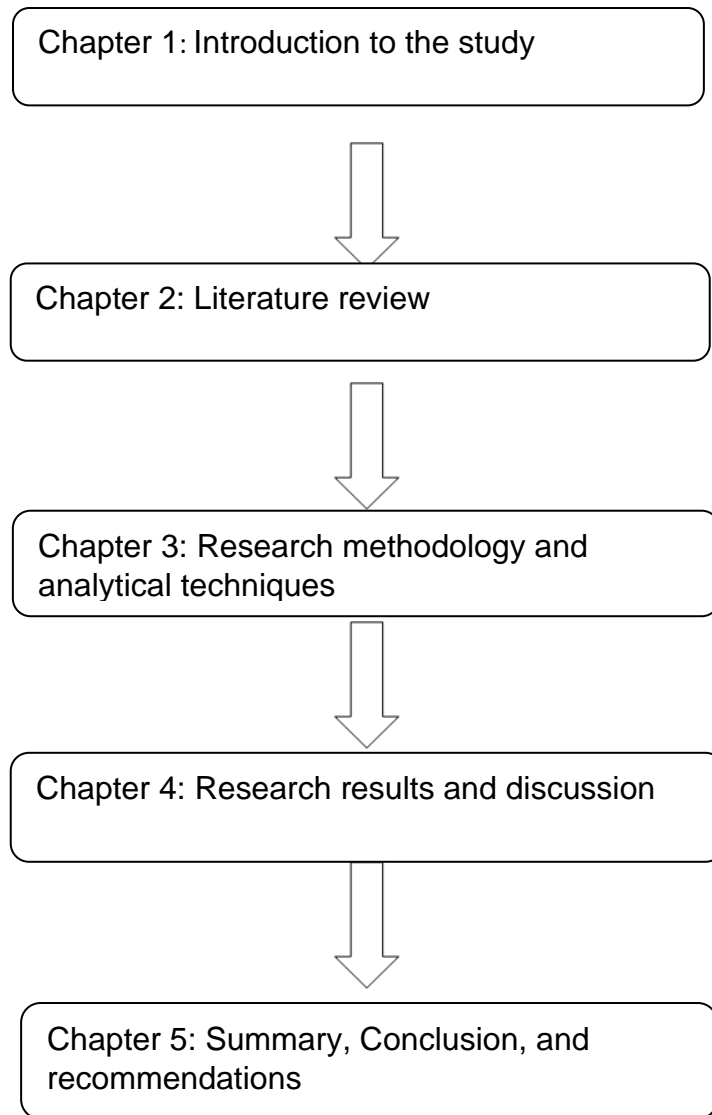 Chapter 1: Introduction to the study
Chapter 2: Literature review
Chapter 3: Research methodology and
analytical techniques
Chapter 4: Research results and discussion
Chapter 5: Summary, Conclusion, and
recommendations